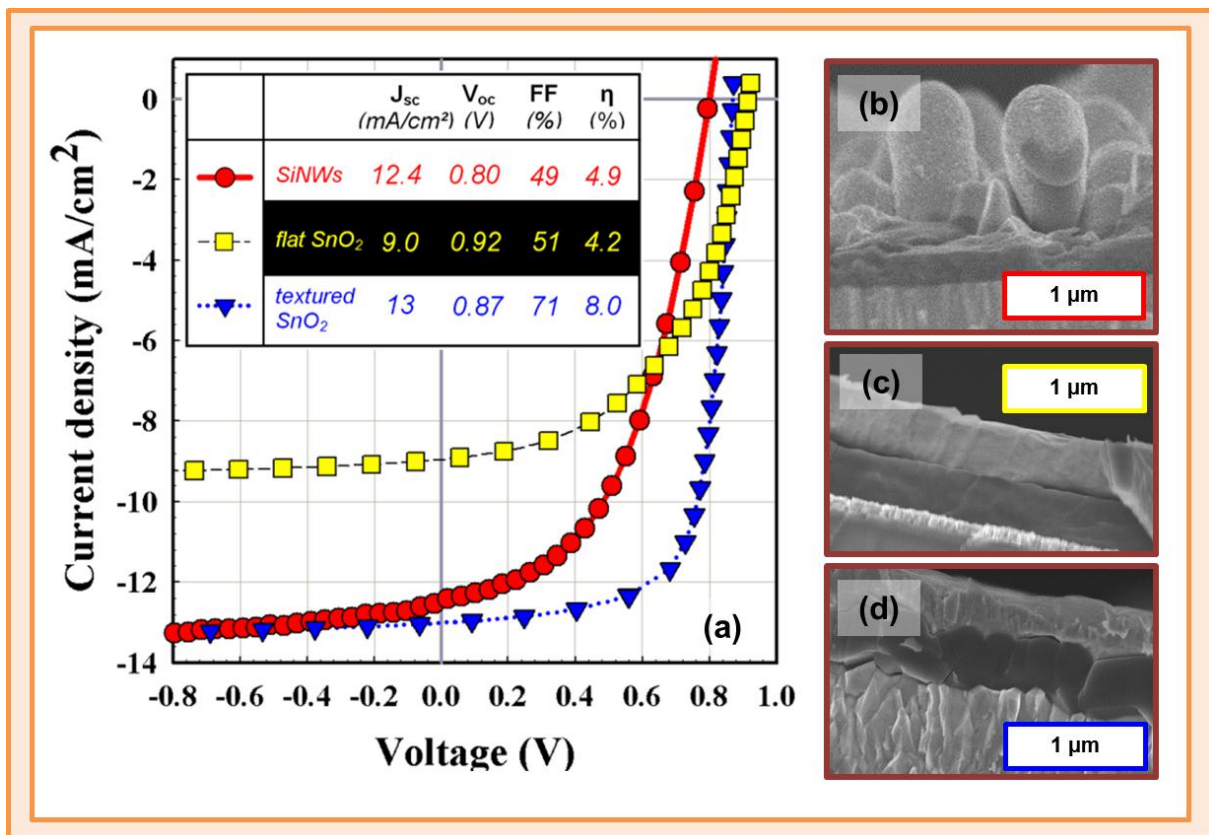 J_sc V_oc FF η
(mA/cm²) (V) (%) (%)
SiNWs 12.4 0.80 49 4.9
flat SnO₂ 9.0 0.92 51 4.2
textured SnO₂ 13 0.87 71 8.0
Current density (mA/cm²)
0
-2
-4
-6
-8
-10
-12
-14
-0.8 -0.6 -0.4 -0.2 0.0 0.2 0.4 0.6 0.8 1.0
Voltage (V)
(a)
(b)
1 µm
(c)
1 µm
(d)
1 µm